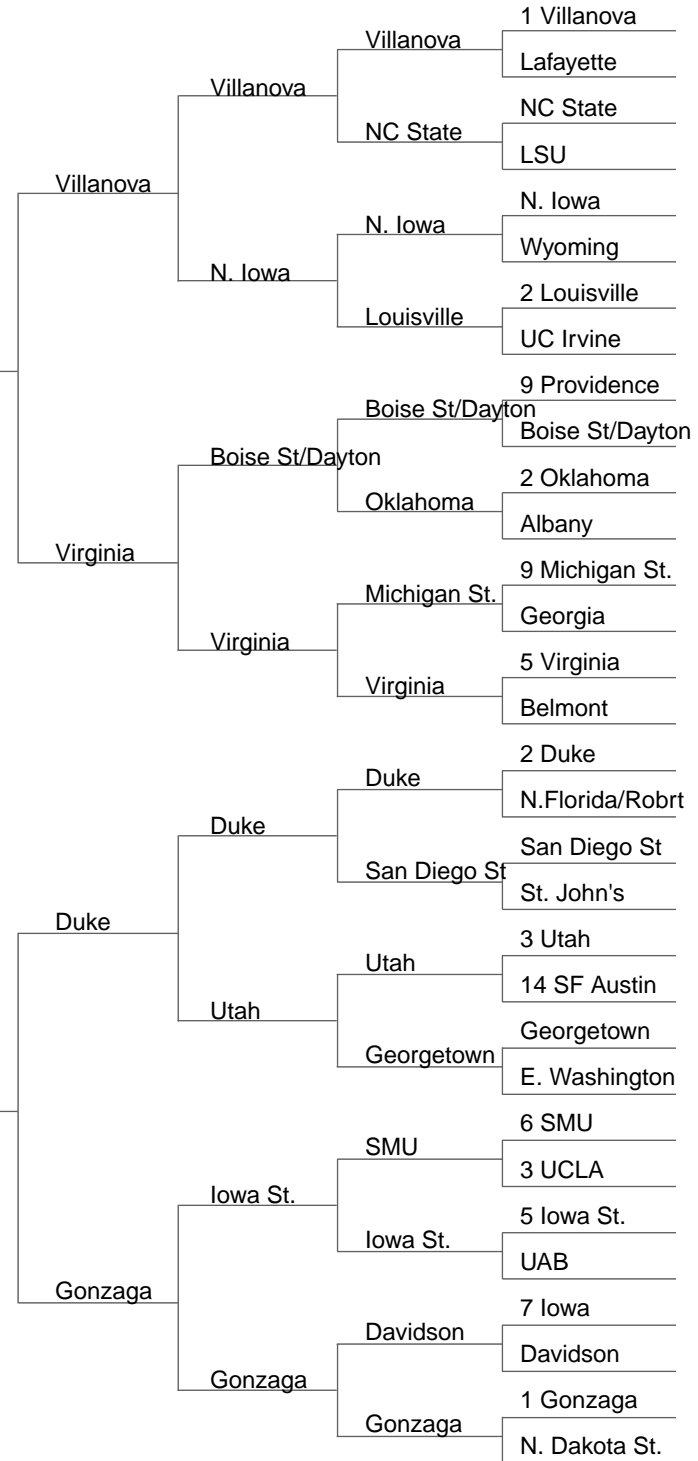 1 Villanova
Villanova
Lafayette
Villanova
NC State
NC State
LSU
Villanova
N. Iowa
N. Iowa
Wyoming
N. Iowa
2 Louisville
Louisville
UC Irvine
9 Providence
Boise St/Dayton
Boise St/Dayton
Boise St/Dayton
2 Oklahoma
Oklahoma
Albany
Virginia
9 Michigan St.
Michigan St.
Georgia
Virginia
5 Virginia
Virginia
Belmont
2 Duke
Duke
N.Florida/Robrt
Duke
San Diego St
San Diego St
St. John's
Duke
3 Utah
Utah
14 SF Austin
Utah
Georgetown
Georgetown
E. Washington
6 SMU
SMU
3 UCLA
Iowa St.
5 Iowa St.
Iowa St.
UAB
Gonzaga
7 Iowa
Davidson
Davidson
Gonzaga
1 Gonzaga
Gonzaga
N. Dakota St.